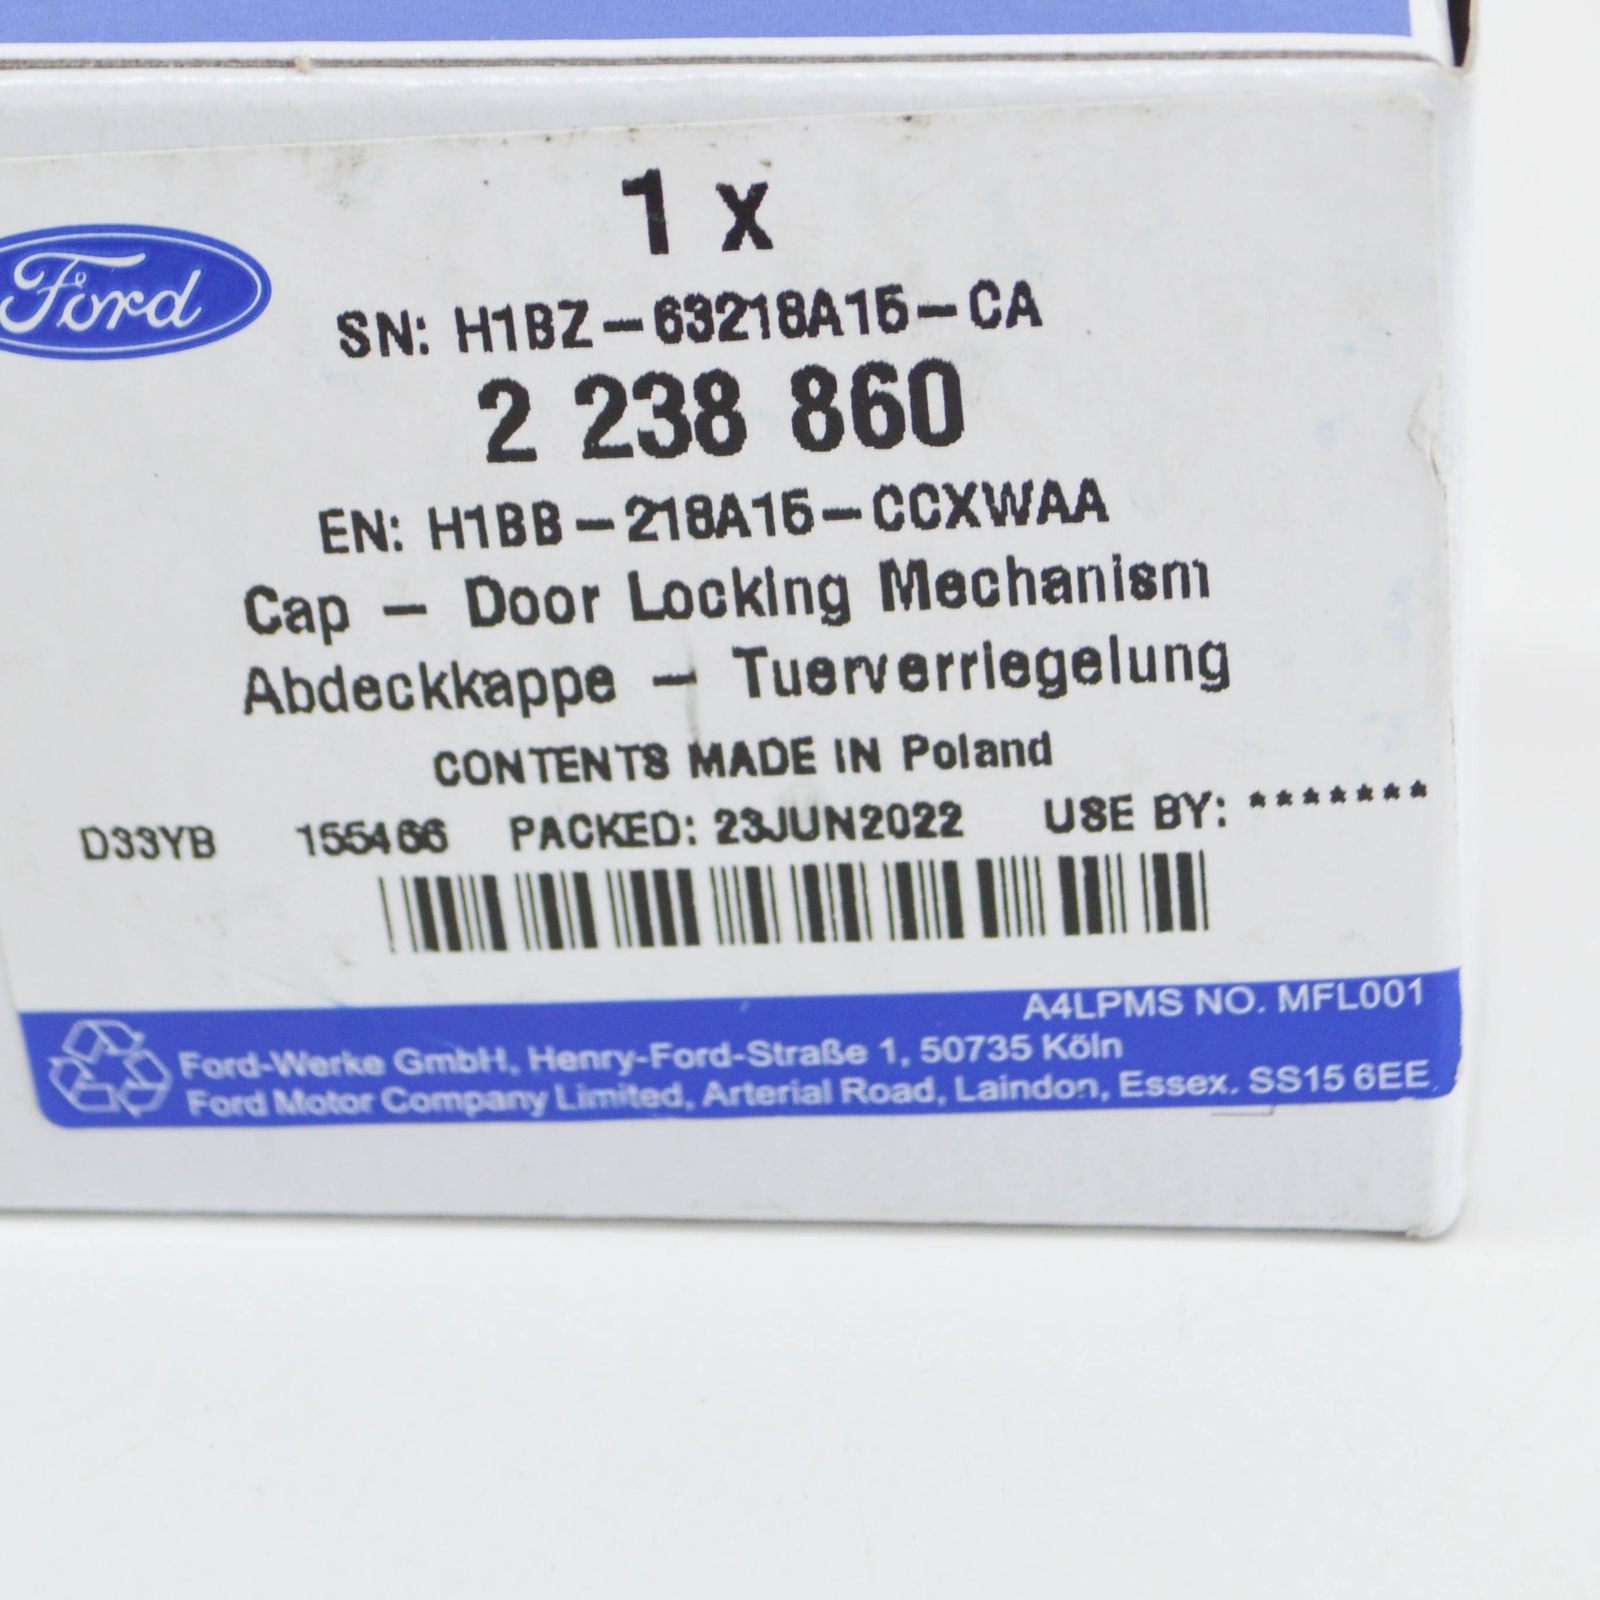 1 x
Ford
SN: H1BZ-63218A15-CA
2 238 860
EN: H1BB-218A15-CCXWAA
Cap - Door Locking Mechanism
Abdeckkappe - Tuerverriegelung
CONTENTS MADE IN Poland
D33YB 155466 PACKED: 23JUN2022 USE BY: *******
A4LPMS NO. MFL001
Ford-Werke GmbH, Henry-Ford-Straße 1, 50735 Köln
Ford Motor Company Limited, Arterial Road, Laindon, Essex. SS15 6EE